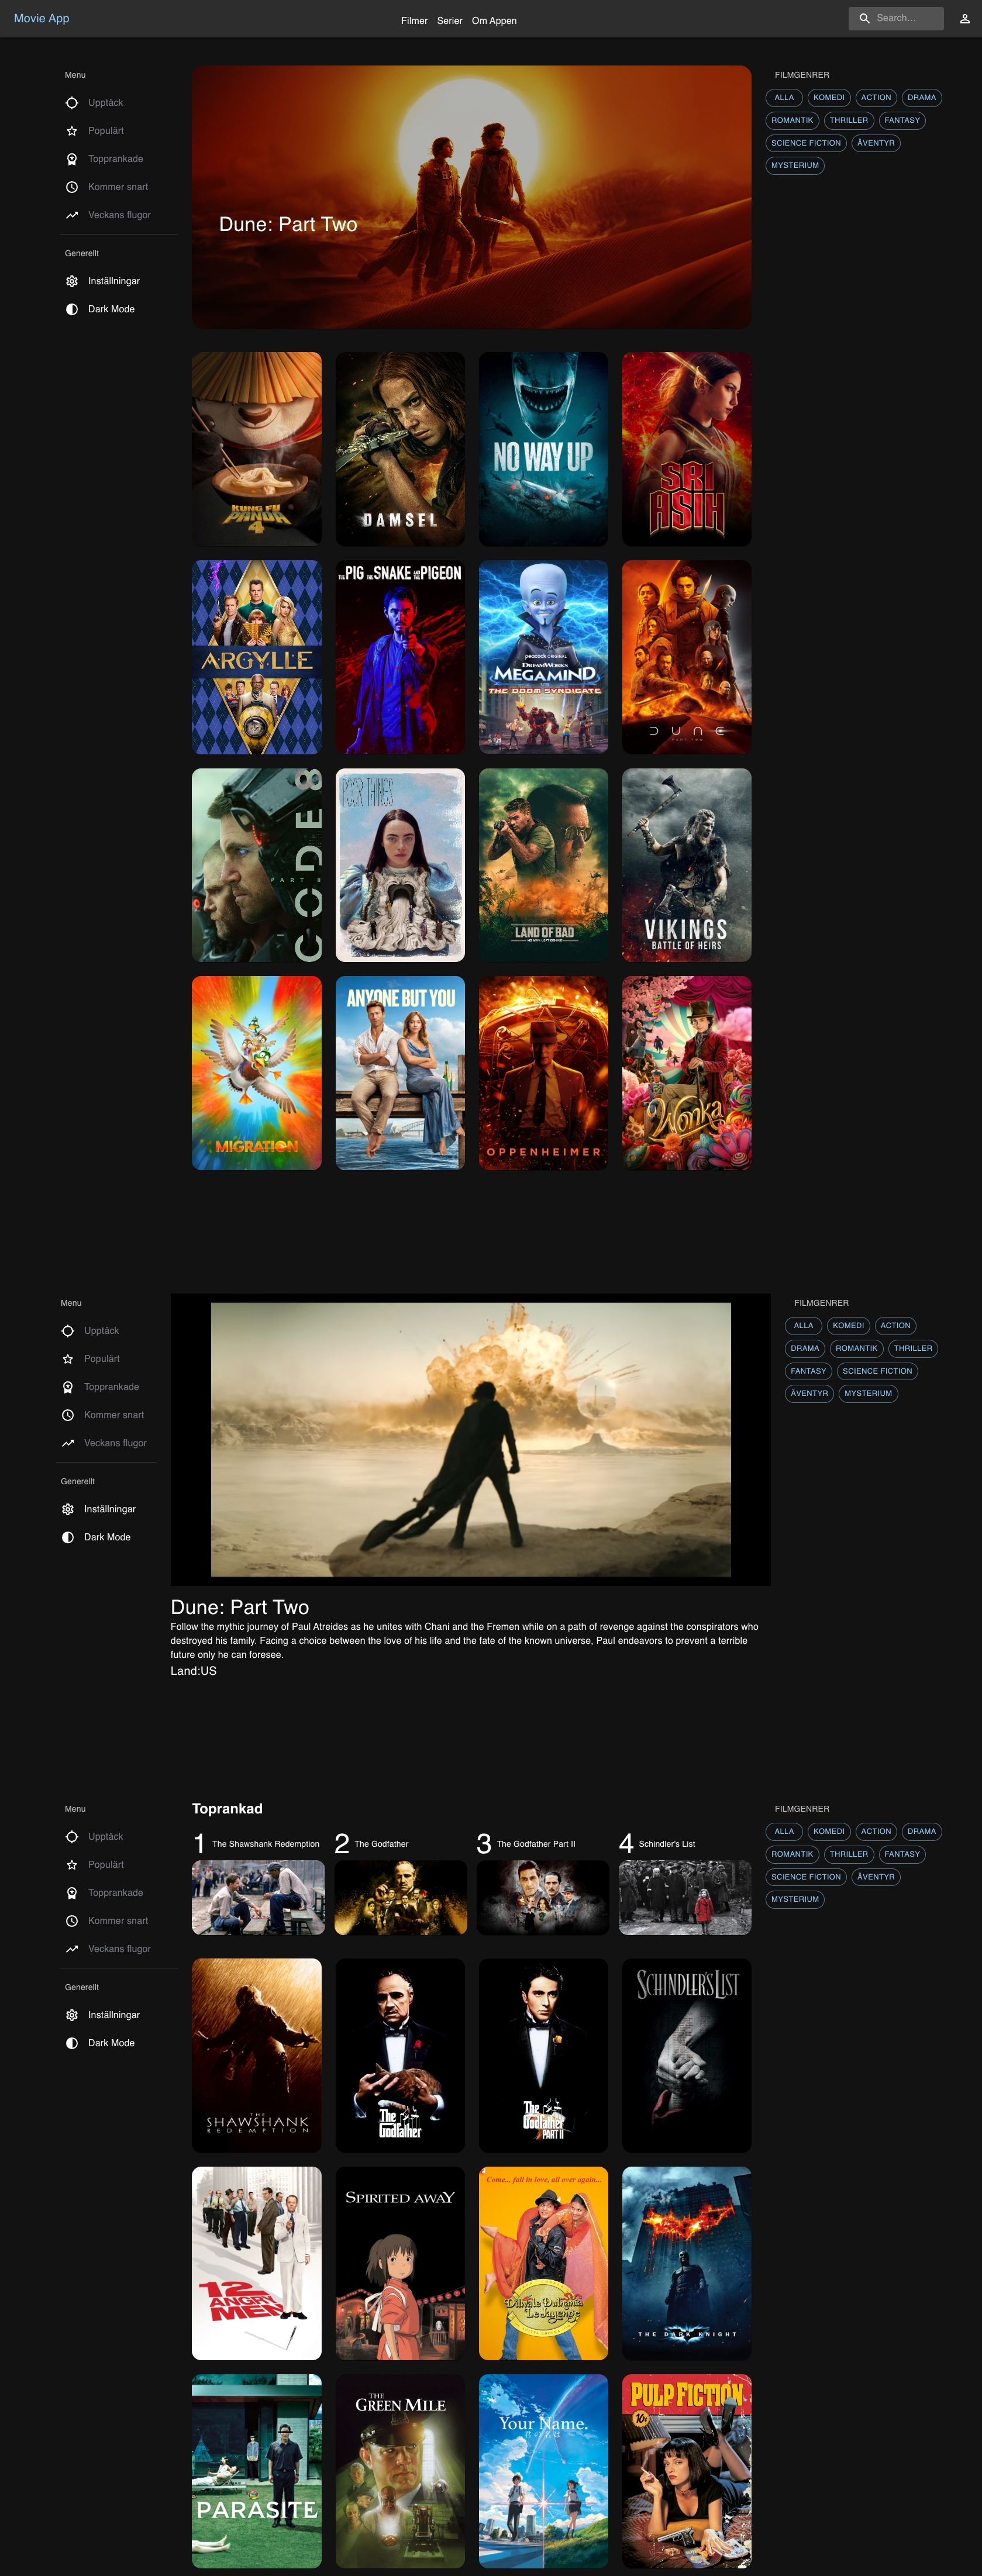 Movie App
Filmer Serier Om Appen
Search…
Menu
Upptäck
Populärt
Topprankade
Kommer snart
Veckans flugor
Generellt
Inställningar
Dark Mode
Dune: Part Two
FILMGENRER
ALLA KOMEDI ACTION DRAMA
ROMANTIK THRILLER FANTASY
SCIENCE FICTION ÄVENTYR
MYSTERIUM
KUNG FU
PANDA
4
DAMSEL
NO WAY UP
SRI
ASIH
ARGYLLE
THE PIG THE SNAKE AND THE PIGEON
peacock ORIGINAL
DREAMWORKS
MEGAMIND
THE DOOM SYNDICATE
DUNE
PART TWO
CODE 8
PART II
POOR THINGS
LAND OF BAD
VIKINGS
BATTLE OF HEIRS
MIGRATION
ANYONE BUT YOU
OPPENHEIMER
Wonka
Menu
Upptäck
Populärt
Topprankade
Kommer snart
Veckans flugor
Generellt
Inställningar
Dark Mode
FILMGENRER
ALLA KOMEDI ACTION
DRAMA ROMANTIK THRILLER
FANTASY SCIENCE FICTION
ÄVENTYR MYSTERIUM
Dune: Part Two
Follow the mythic journey of Paul Atreides as he unites with Chani and the Fremen while on a path of revenge against the conspirators who
destroyed his family. Facing a choice between the love of his life and the fate of the known universe, Paul endeavors to prevent a terrible
future only he can foresee.
Land:US
Menu
Upptäck
Populärt
Topprankade
Kommer snart
Veckans flugor
Generellt
Inställningar
Dark Mode
Toprankad
1 The Shawshank Redemption
2 The Godfather
3 The Godfather Part II
4 Schindler's List
FILMGENRER
ALLA KOMEDI ACTION DRAMA
ROMANTIK THRILLER FANTASY
SCIENCE FICTION ÄVENTYR
MYSTERIUM
THE
SHAWSHANK
REDEMPTION
The
Godfather
The
Godfather
PART II
SCHINDLER'S LIST
12
ANGRY
MEN
SPIRITED AWAY
Come... fall in love, all over again...
Dilwale Dulhania
Le Jayenge
THE DARK KNIGHT
PARASITE
THE
GREEN MILE
Your Name.
君の名は
PULP FICTION
10¢